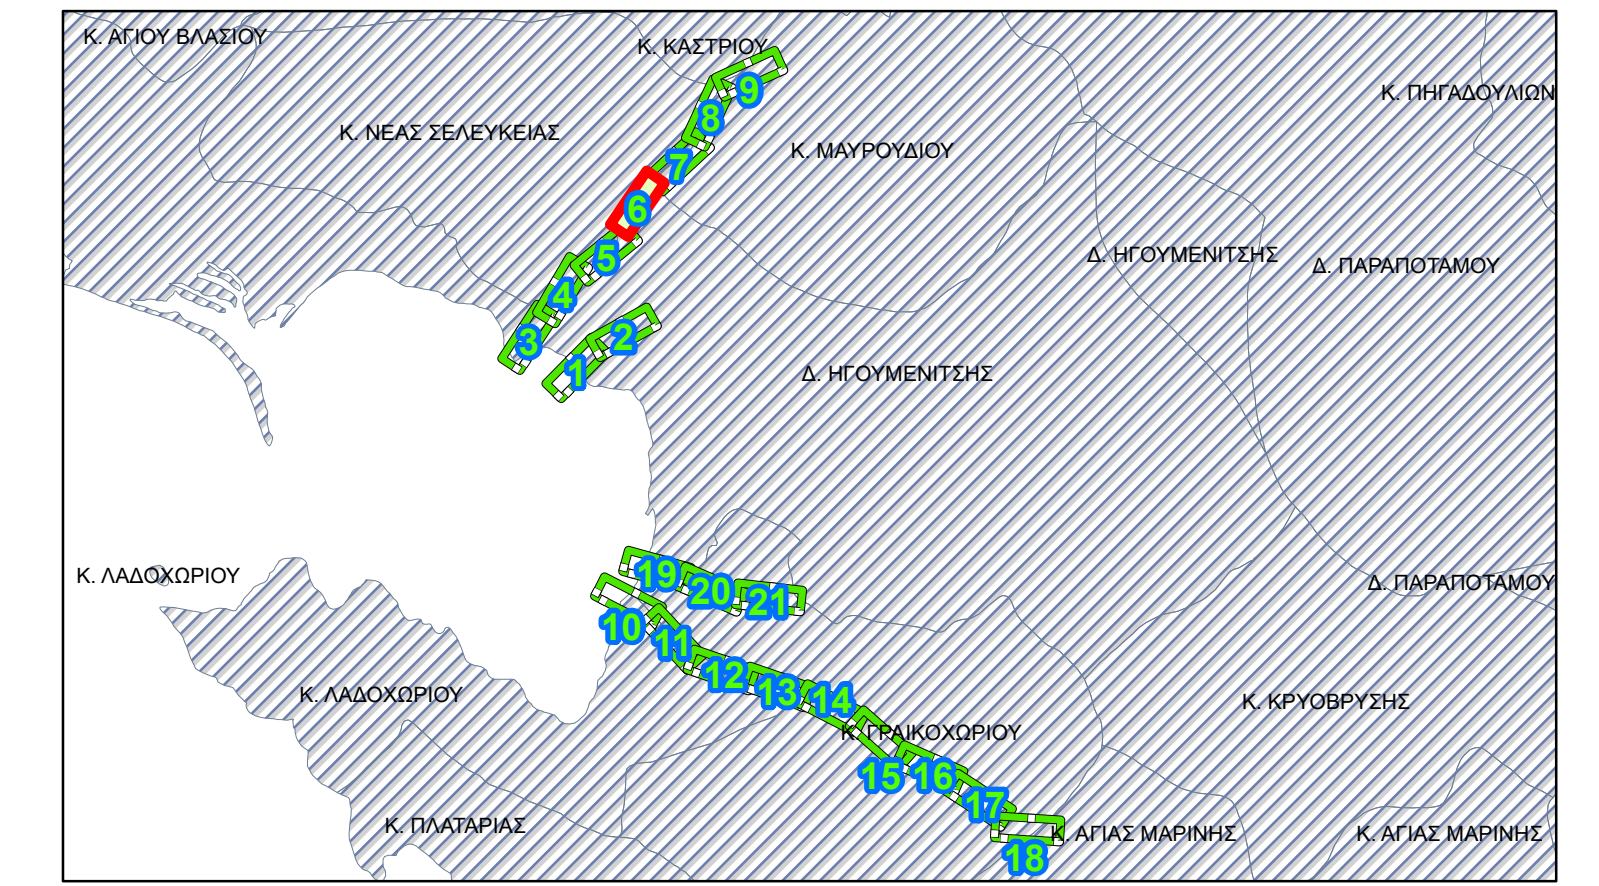 Κ. ΑΓΙΟΥ ΒΛΑΣΙΟΥ
Κ. ΚΑΣΤΡΙΟΥ
9
Κ. ΠΗΓΑΔΟΥΛΙΩΝ
8
Κ. ΝΕΑΣ ΣΕΛΕΥΚΕΙΑΣ
Κ. ΜΑΥΡΟΥΔΙΟΥ
7
6
5
Δ. ΗΓΟΥΜΕΝΙΤΣΗΣ
Δ. ΠΑΡΑΠΟΤΑΜΟΥ
4
3
2
1
Δ. ΗΓΟΥΜΕΝΙΤΣΗΣ
Κ. ΛΑΔΟΧΩΡΙΟΥ
19
20
21
Δ. ΠΑΡΑΠΟΤΑΜΟΥ
10
11
12
13
14
Κ. ΛΑΔΟΧΩΡΙΟΥ
Κ. ΚΡΥΟΒΡΥΣΗΣ
Κ. ΓΡΑΙΚΟΧΩΡΙΟΥ
15
16
17
Κ. ΠΛΑΤΑΡΙΑΣ
Κ. ΑΓΙΑΣ ΜΑΡΙΝΗΣ
Κ. ΑΓΙΑΣ ΜΑΡΙΝΗΣ
18